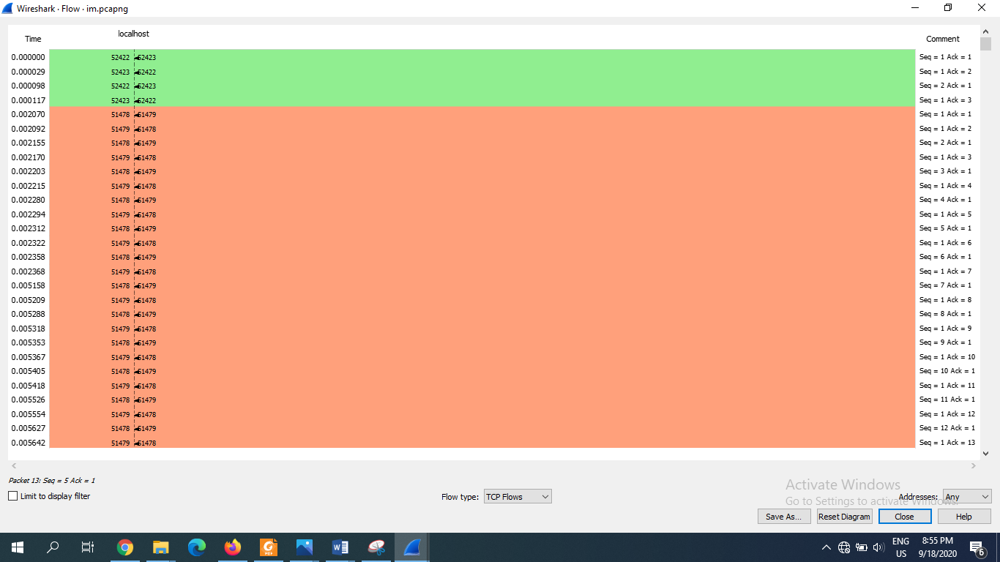 Wireshark · Flow · im.pcapng
Time localhost Comment
0.000000 52422 52423 Seq = 1 Ack = 1
0.000029 52423 52422 Seq = 1 Ack = 2
0.000098 52422 52423 Seq = 2 Ack = 1
0.000117 52423 52422 Seq = 1 Ack = 3
0.002070 51478 51479 Seq = 1 Ack = 1
0.002092 51479 51478 Seq = 1 Ack = 2
0.002155 51478 51479 Seq = 2 Ack = 1
0.002170 51479 51478 Seq = 1 Ack = 3
0.002203 51478 51479 Seq = 3 Ack = 1
0.002215 51479 51478 Seq = 1 Ack = 4
0.002280 51478 51479 Seq = 4 Ack = 1
0.002294 51479 51478 Seq = 1 Ack = 5
0.002312 51478 51479 Seq = 5 Ack = 1
0.002322 51479 51478 Seq = 1 Ack = 6
0.002358 51478 51479 Seq = 6 Ack = 1
0.002368 51479 51478 Seq = 1 Ack = 7
0.005158 51478 51479 Seq = 7 Ack = 1
0.005209 51479 51478 Seq = 1 Ack = 8
0.005288 51478 51479 Seq = 8 Ack = 1
0.005318 51479 51478 Seq = 1 Ack = 9
0.005353 51478 51479 Seq = 9 Ack = 1
0.005367 51479 51478 Seq = 1 Ack = 10
0.005405 51478 51479 Seq = 10 Ack = 1
0.005418 51479 51478 Seq = 1 Ack = 11
0.005526 51478 51479 Seq = 11 Ack = 1
0.005554 51479 51478 Seq = 1 Ack = 12
0.005627 51478 51479 Seq = 12 Ack = 1
0.005642 51479 51478 Seq = 1 Ack = 13
Packet 13: Seq = 5 Ack = 1
Limit to display filter Flow type: TCP Flows Addresses: Any
Activate Windows
Go to Settings to activate Windows.
Save As... Reset Diagram Close Help
PDF
ENG 8:55 PM
US 9/18/2020 6